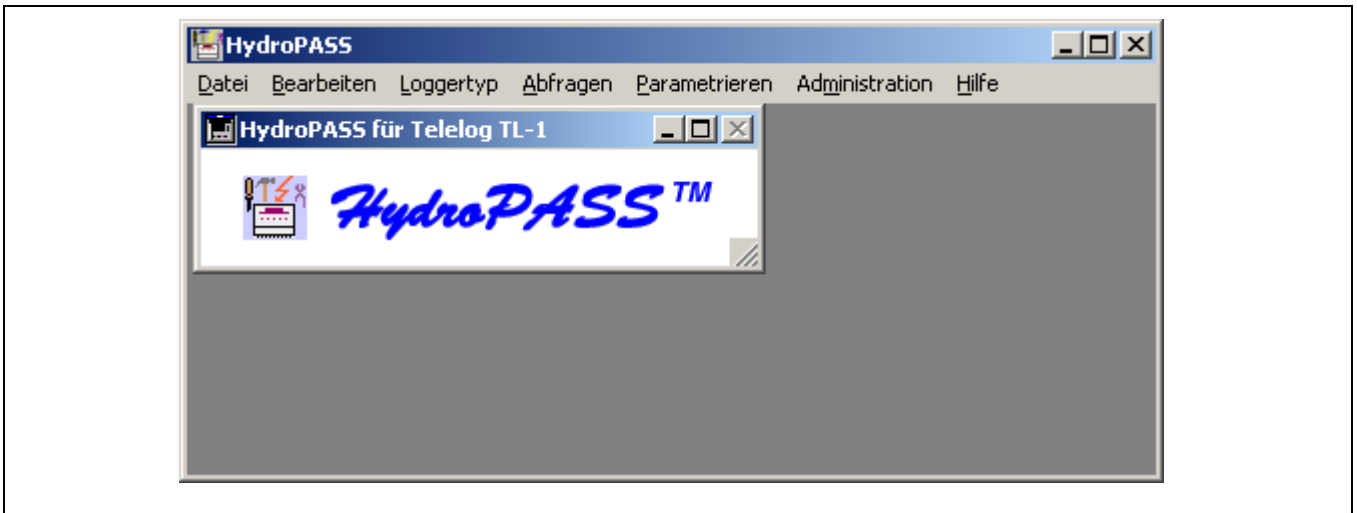 HydroPASS
Datei Bearbeiten Loggertyp Abfragen Parametrieren Administration Hilfe
HydroPASS für Telelog TL-1
HydroPASS™